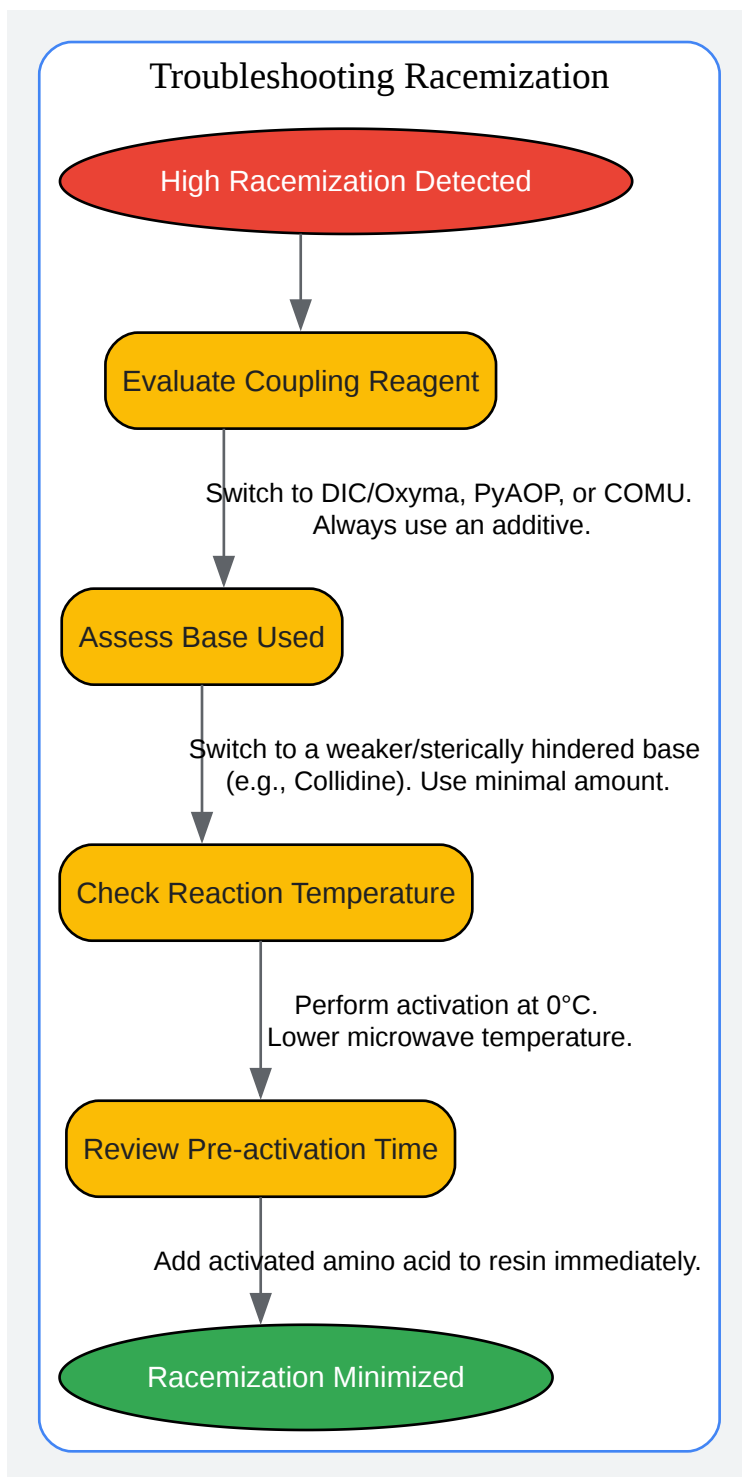 Troubleshooting Racemization
High Racemization Detected
Evaluate Coupling Reagent
Switch to DIC/Oxyma, PyAOP, or COMU.
Always use an additive.
Assess Base Used
Switch to a weaker/sterically hindered base
(e.g., Collidine). Use minimal amount.
Check Reaction Temperature
Perform activation at 0°C.
Lower microwave temperature.
Review Pre-activation Time
Add activated amino acid to resin immediately.
Racemization Minimized